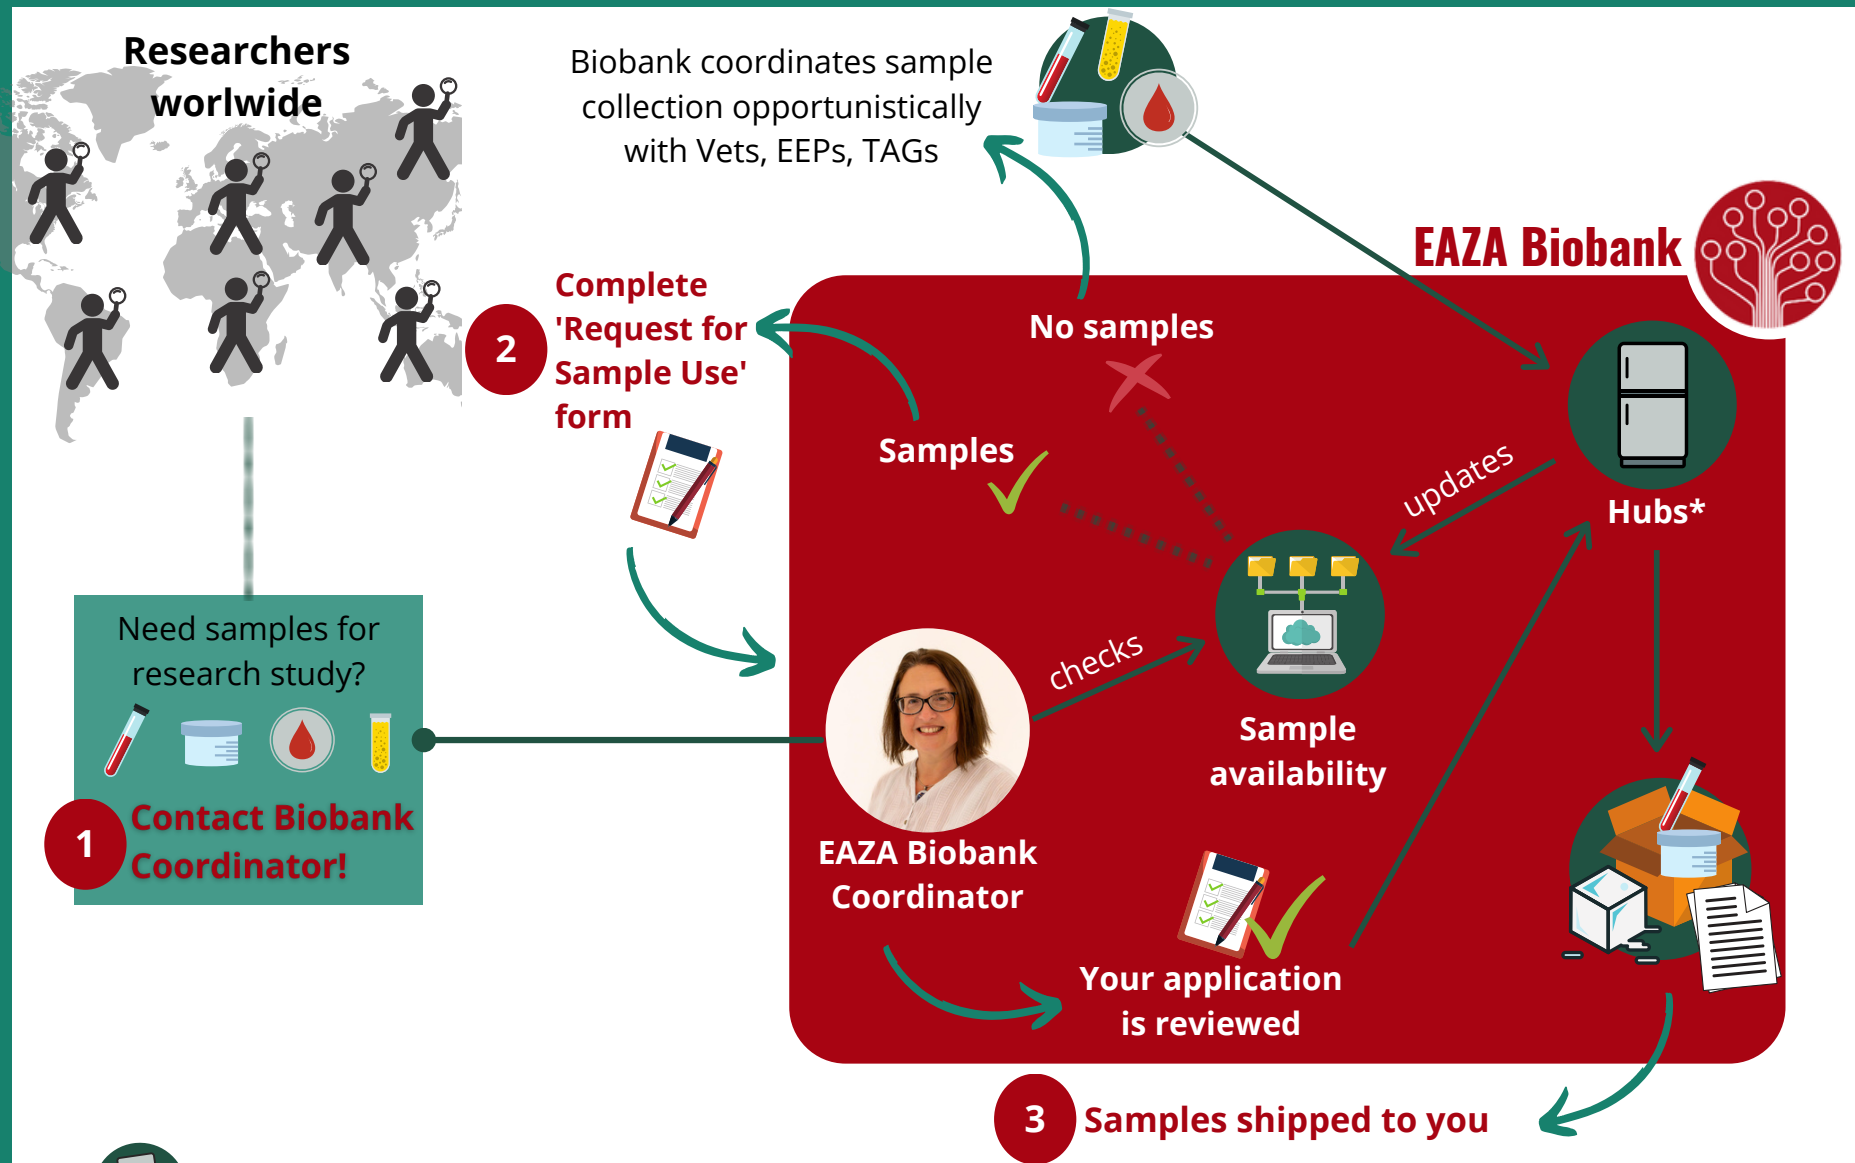 Researchers
worlwide
Biobank coordinates sample
collection opportunistically
with Vets, EEPs, TAGs
EAZA Biobank
2
Complete
'Request for
Sample Use'
form
No samples
Samples
updates
Hubs*
Need samples for
research study?
1
Contact Biobank
Coordinator!
checks
Sample
availability
EAZA Biobank
Coordinator
Your application
is reviewed
3
Samples shipped to you